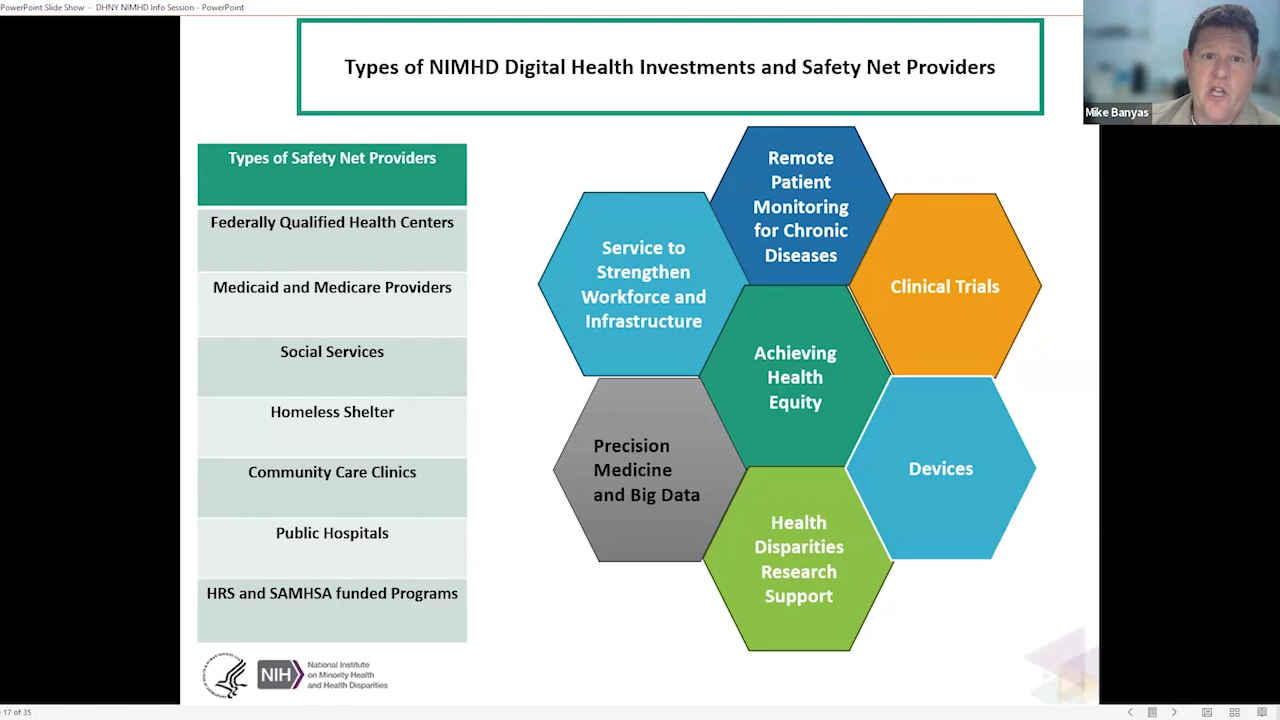 PowerPoint Slide Show - DHNY NIMHD Info Session - PowerPoint
Types of NIMHD Digital Health Investments and Safety Net Providers
Mike Banyas
Types of Safety Net Providers
Federally Qualified Health Centers
Medicaid and Medicare Providers
Social Services
Homeless Shelter
Community Care Clinics
Public Hospitals
HRS and SAMHSA funded Programs
Remote
Patient
Monitoring
for Chronic
Diseases
Service to
Strengthen
Workforce and
Infrastructure
Clinical Trials
Achieving
Health
Equity
Precision
Medicine
and Big Data
Devices
Health
Disparities
Research
Support
NIH
National Institute
on Minority Health
and Health Disparities
17 of 35